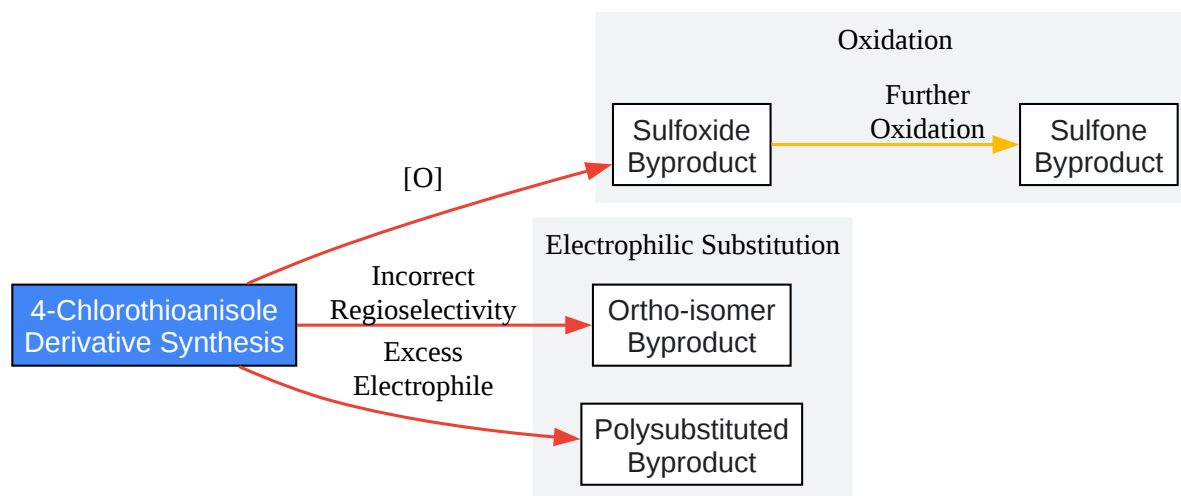 Oxidation
Further
Oxidation
Sulfoxide
Byproduct
Sulfone
Byproduct
[O]
Electrophilic Substitution
4-Chlorothioanisole
Derivative Synthesis
Incorrect
Regioselectivity
Ortho-isomer
Byproduct
Excess
Electrophile
Polysubstituted
Byproduct